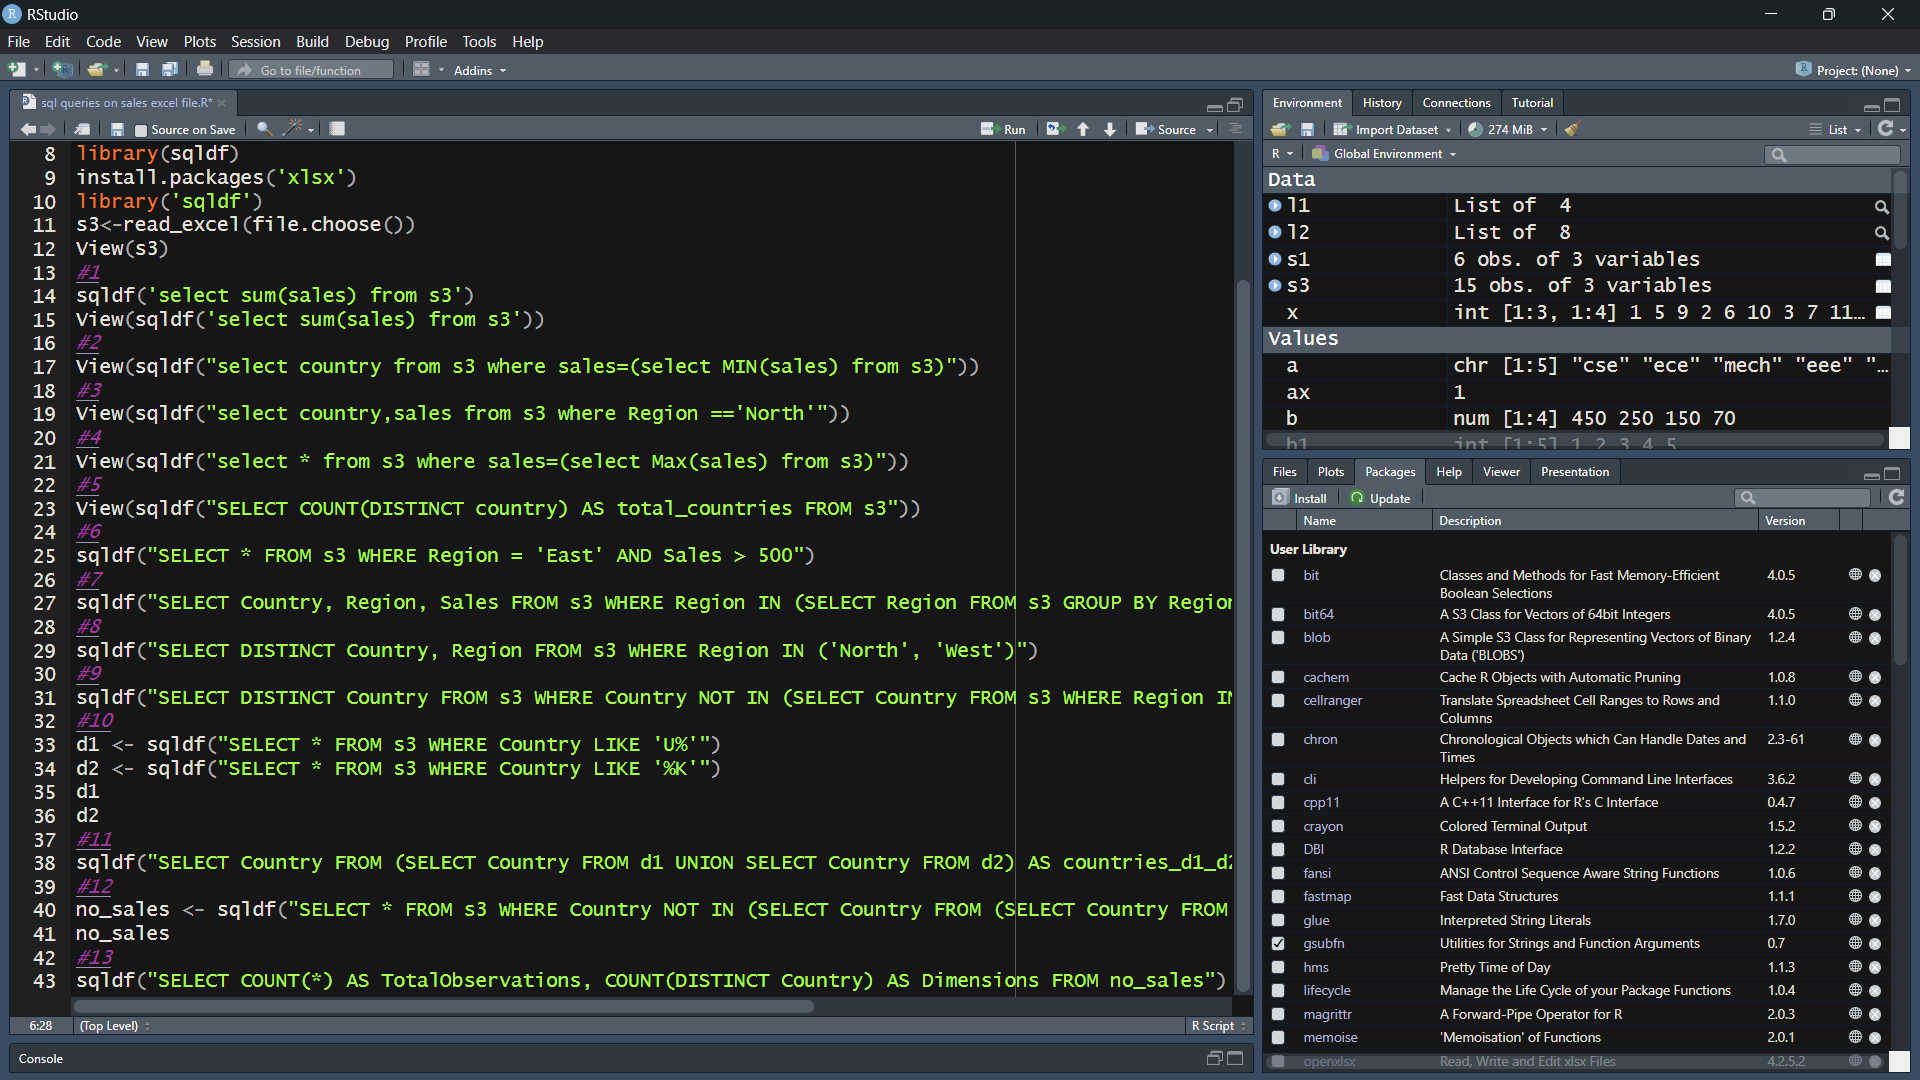 RStudio
File Edit Code View Plots Session Build Debug Profile Tools Help
Go to file/function Addins Project: (None)
sql queries on sales excel file.R*
Source on Save Run Source
8 library(sqldf)
9 install.packages('xlsx')
10 library('sqldf')
11 s3<-read_excel(file.choose())
12 View(s3)
13 #1
14 sqldf('select sum(sales) from s3')
15 View(sqldf('select sum(sales) from s3'))
16 #2
17 View(sqldf("select country from s3 where sales=(select MIN(sales) from s3)"))
18 #3
19 View(sqldf("select country,sales from s3 where Region =='North'"))
20 #4
21 View(sqldf("select * from s3 where sales=(select Max(sales) from s3)"))
22 #5
23 View(sqldf("SELECT COUNT(DISTINCT country) AS total_countries FROM s3"))
24 #6
25 sqldf("SELECT * FROM s3 WHERE Region = 'East' AND Sales > 500")
26 #7
27 sqldf("SELECT Country, Region, Sales FROM s3 WHERE Region IN (SELECT Region FROM s3 GROUP BY Region
28 #8
29 sqldf("SELECT DISTINCT Country, Region FROM s3 WHERE Region IN ('North', 'West')")
30 #9
31 sqldf("SELECT DISTINCT Country FROM s3 WHERE Country NOT IN (SELECT Country FROM s3 WHERE Region IN
32 #10
33 d1 <- sqldf("SELECT * FROM s3 WHERE Country LIKE 'U%'")
34 d2 <- sqldf("SELECT * FROM s3 WHERE Country LIKE '%K'")
35 d1
36 d2
37 #11
38 sqldf("SELECT Country FROM (SELECT Country FROM d1 UNION SELECT Country FROM d2) AS countries_d1_d2
39 #12
40 no_sales <- sqldf("SELECT * FROM s3 WHERE Country NOT IN (SELECT Country FROM (SELECT Country FROM
41 no_sales
42 #13
43 sqldf("SELECT COUNT(*) AS TotalObservations, COUNT(DISTINCT Country) AS Dimensions FROM no_sales")
6:28 (Top Level) R Script
Console
Environment History Connections Tutorial
Import Dataset 274 MiB List
R Global Environment
Data
l1 List of 4
l2 List of 8
s1 6 obs. of 3 variables
s3 15 obs. of 3 variables
x int [1:3, 1:4] 1 5 9 2 6 10 3 7 11…
Values
a chr [1:5] "cse" "ece" "mech" "eee" "…
ax 1
b num [1:4] 450 250 150 70
b1 int [1:5] 1 2 3 4 5
Files Plots Packages Help Viewer Presentation
Install Update
Name Description Version
User Library
bit Classes and Methods for Fast Memory-Efficient 4.0.5
Boolean Selections
bit64 A S3 Class for Vectors of 64bit Integers 4.0.5
blob A Simple S3 Class for Representing Vectors of Binary 1.2.4
Data ('BLOBS')
cachem Cache R Objects with Automatic Pruning 1.0.8
cellranger Translate Spreadsheet Cell Ranges to Rows and 1.1.0
Columns
chron Chronological Objects which Can Handle Dates and 2.3-61
Times
cli Helpers for Developing Command Line Interfaces 3.6.2
cpp11 A C++11 Interface for R's C Interface 0.4.7
crayon Colored Terminal Output 1.5.2
DBI R Database Interface 1.2.2
fansi ANSI Control Sequence Aware String Functions 1.0.6
fastmap Fast Data Structures 1.1.1
glue Interpreted String Literals 1.7.0
gsubfn Utilities for Strings and Function Arguments 0.7
hms Pretty Time of Day 1.1.3
lifecycle Manage the Life Cycle of your Package Functions 1.0.4
magrittr A Forward-Pipe Operator for R 2.0.3
memoise 'Memoisation' of Functions 2.0.1
openxlsx Read, Write and Edit xlsx Files 4.2.5.2